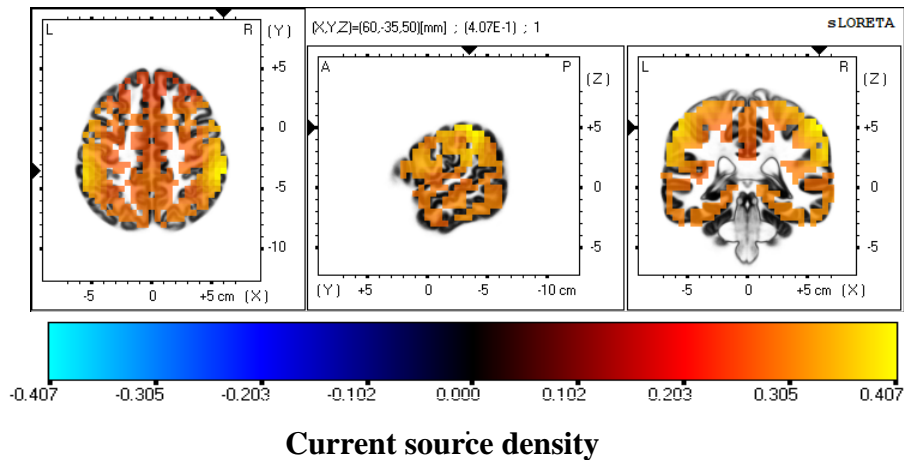 (X,Y,Z)=(60,-35,50)[mm] ; (4.07E-1) ; 1
sLORETA
L R (Y)
+5
0
-5
-10
-5 0 +5 cm (X)
A P (Z)
+5
0
-5
(Y) +5 0 -5 -10 cm
L R (Z)
+5
0
-5
-5 0 +5 cm (X)
-0.407 -0.305 -0.203 -0.102 0.000 0.102 0.203 0.305 0.407
Current source density